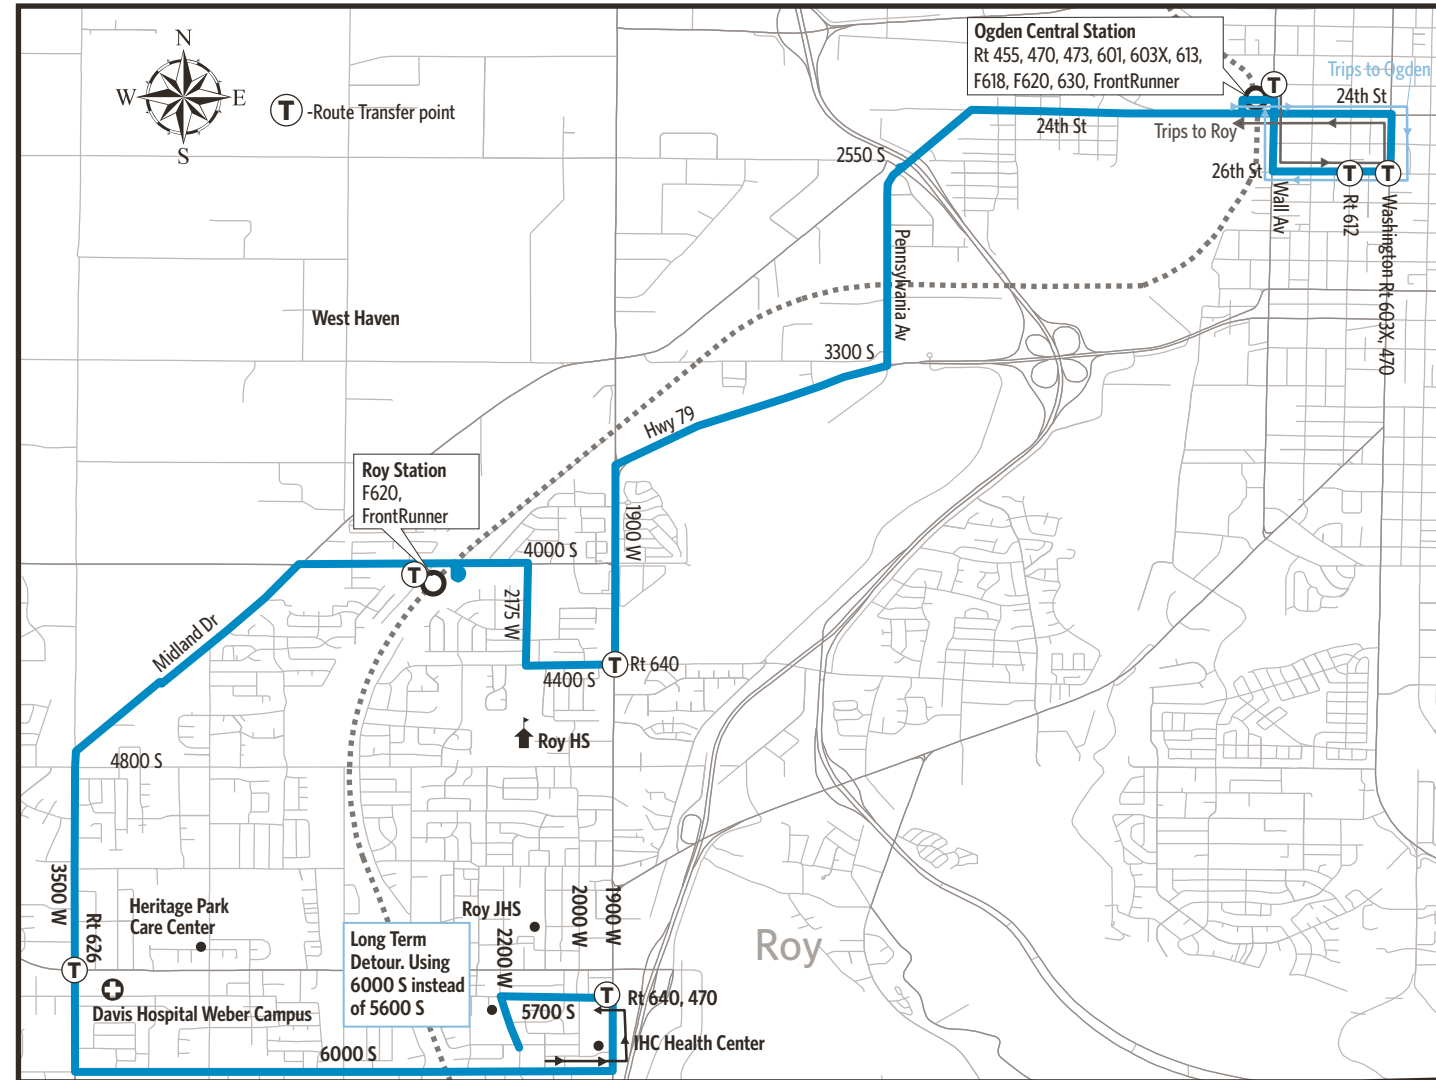 N
W
E
S
T
-Route Transfer point
Ogden Central Station
Rt 455, 470, 473, 601, 603X, 613,
F618, F620, 630, FrontRunner
T
Trips to Ogden
24th St
24th St
Trips to Roy
2550 S
26th St
T
T
Wall Av
Rt 612
Washington Rt 603X, 470
Pennsylvania Av
West Haven
3300 S
Hwy 79
Roy Station
F620,
FrontRunner
1900 W
4000 S
T
2175 W
Midland Dr
T
Rt 640
4400 S
Roy HS
4800 S
3500 W
Rt 626
Heritage Park
Care Center
Roy JHS
2200 W
2000 W
1900 W
Long Term
Detour. Using
6000 S instead
of 5600 S
Roy
T
Davis Hospital Weber Campus
T
Rt 640, 470
5700 S
IHC Health Center
6000 S